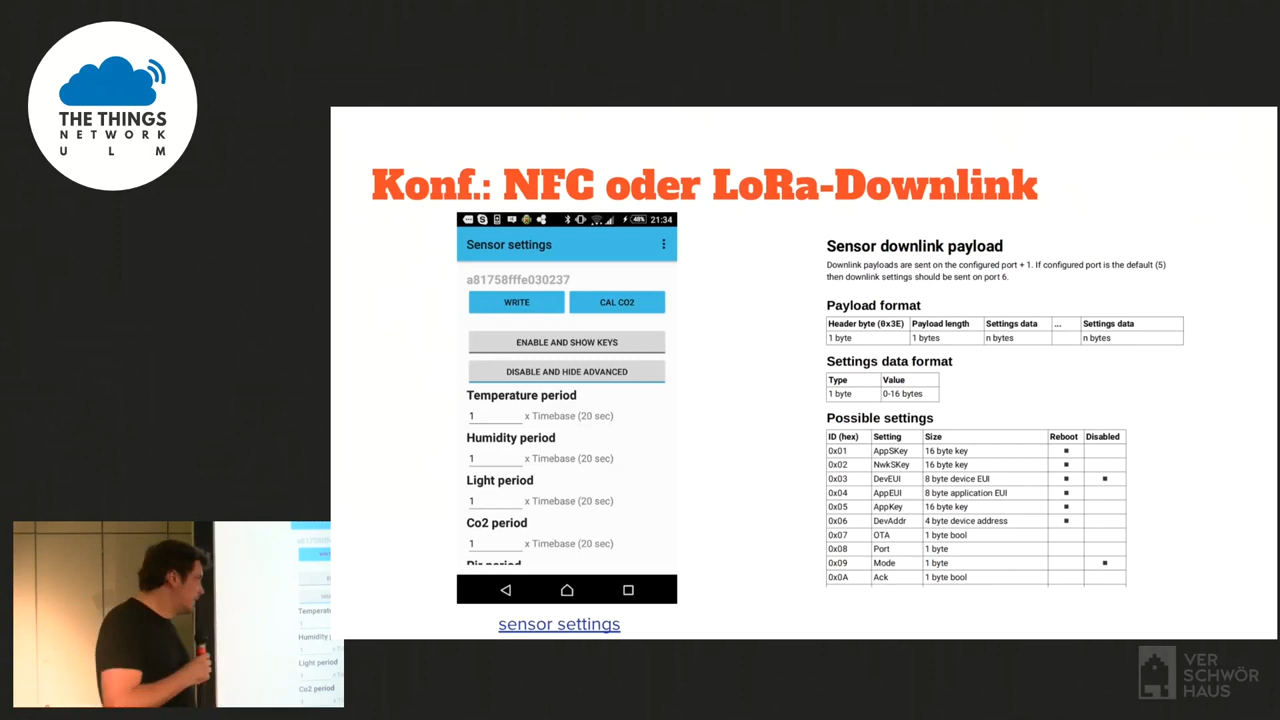 THE THINGS
NETWORK
ULM
Konf.: NFC oder LoRa-Downlink
48% 21:34
Sensor settings
a81758fffe030237
WRITE CAL CO2
ENABLE AND SHOW KEYS
DISABLE AND HIDE ADVANCED
Temperature period
1 x Timebase (20 sec)
Humidity period
1 x Timebase (20 sec)
Light period
1 x Timebase (20 sec)
Co2 period
1 x Timebase (20 sec)
sensor settings
Sensor downlink payload
Downlink payloads are sent on the configured port + 1. If configured port is the default (5)
then downlink settings should be sent on port 6.
Payload format
Header byte (0x3E) Payload length Settings data ... Settings data
1 byte 1 bytes n bytes n bytes
Settings data format
Type Value
1 byte 0-16 bytes
Possible settings
ID (hex) Setting Size Reboot Disabled
0x01 AppSKey 16 byte key ■
0x02 NwkSKey 16 byte key ■
0x03 DevEUI 8 byte device EUI ■ ■
0x04 AppEUI 8 byte application EUI ■
0x05 AppKey 16 byte key ■
0x06 DevAddr 4 byte device address ■
0x07 OTA 1 byte bool
0x08 Port 1 byte
0x09 Mode 1 byte ■
0x0A Ack 1 byte bool
Humidity
Light period
Co2 period
VER
SCHWÖR
HAUS